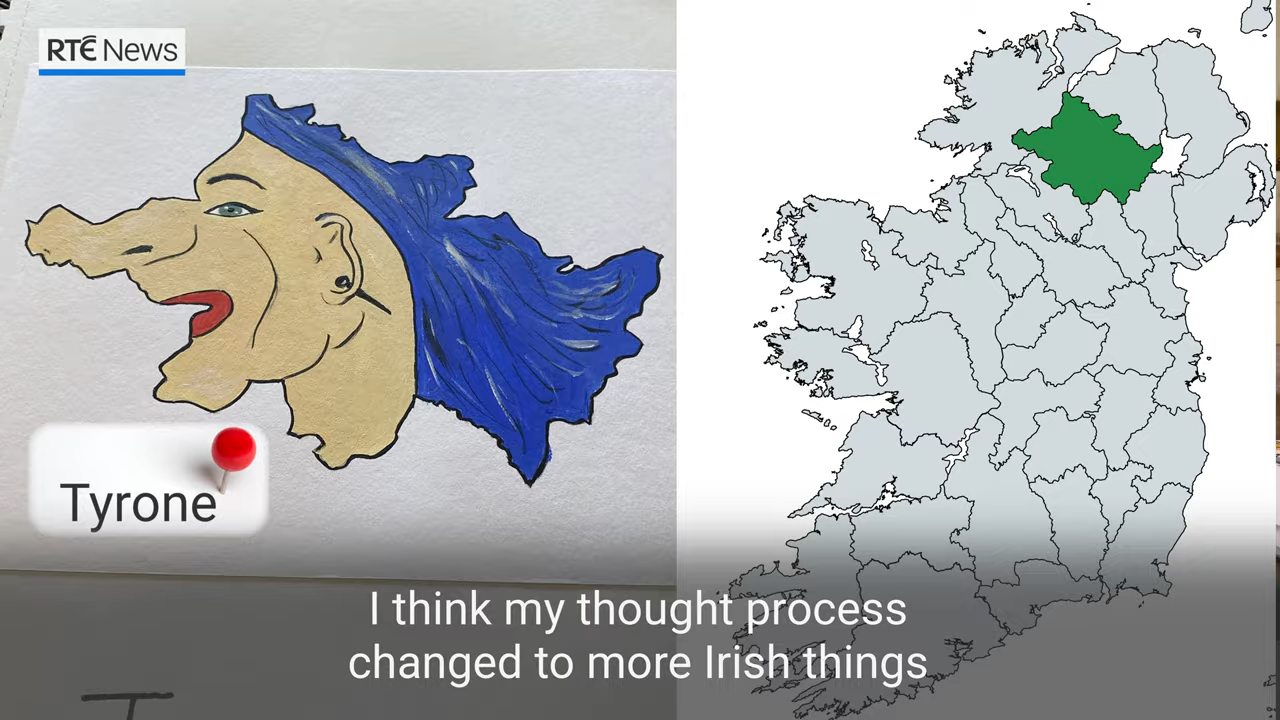 RTÉ News
Tyrone
I think my thought process
changed to more Irish things
T